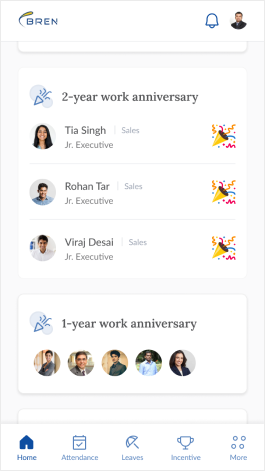 BREN
2-year work anniversary
Tia Singh | Sales
Jr. Executive
Rohan Tar | Sales
Jr. Executive
Viraj Desai | Sales
Jr. Executive
1-year work anniversary
Home Attendance Leaves Incentive More